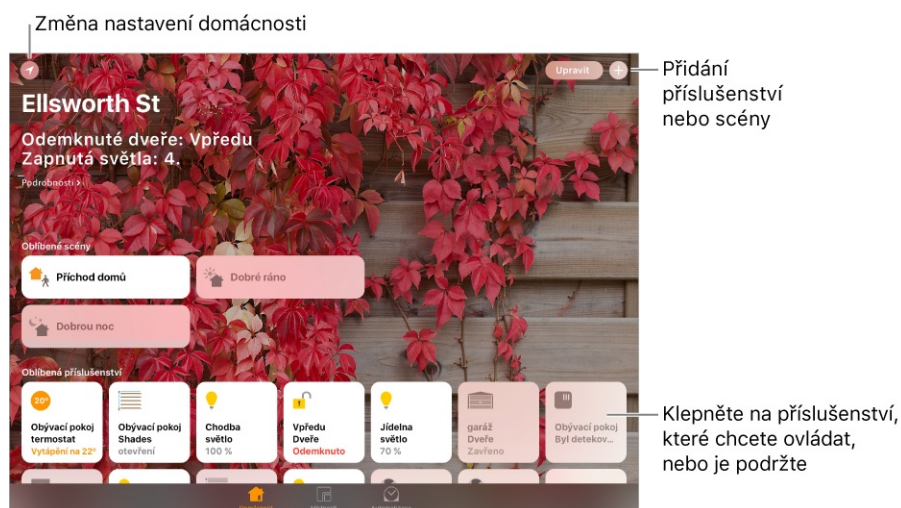 Změna nastavení domácnosti
Upravit
Přidání
příslušenství
nebo scény
Ellsworth St
Odemknuté dveře: Vpředu
Zapnutá světla: 4.
Podrobnosti >
Oblíbené scény
Příchod domů
Dobré ráno
Dobrou noc
Oblíbená příslušenství
20°
Obývací pokoj
termostat
Vytápění na 22°
Obývací pokoj
Shades
otevření
Chodba
světlo
100 %
Vpředu
Dveře
Odemknuto
Jídelna
světlo
70 %
garáž
Dveře
Zavřeno
Obývací pokoj
Byl detekov...
Klepněte na příslušenství,
které chcete ovládat,
nebo je podržte